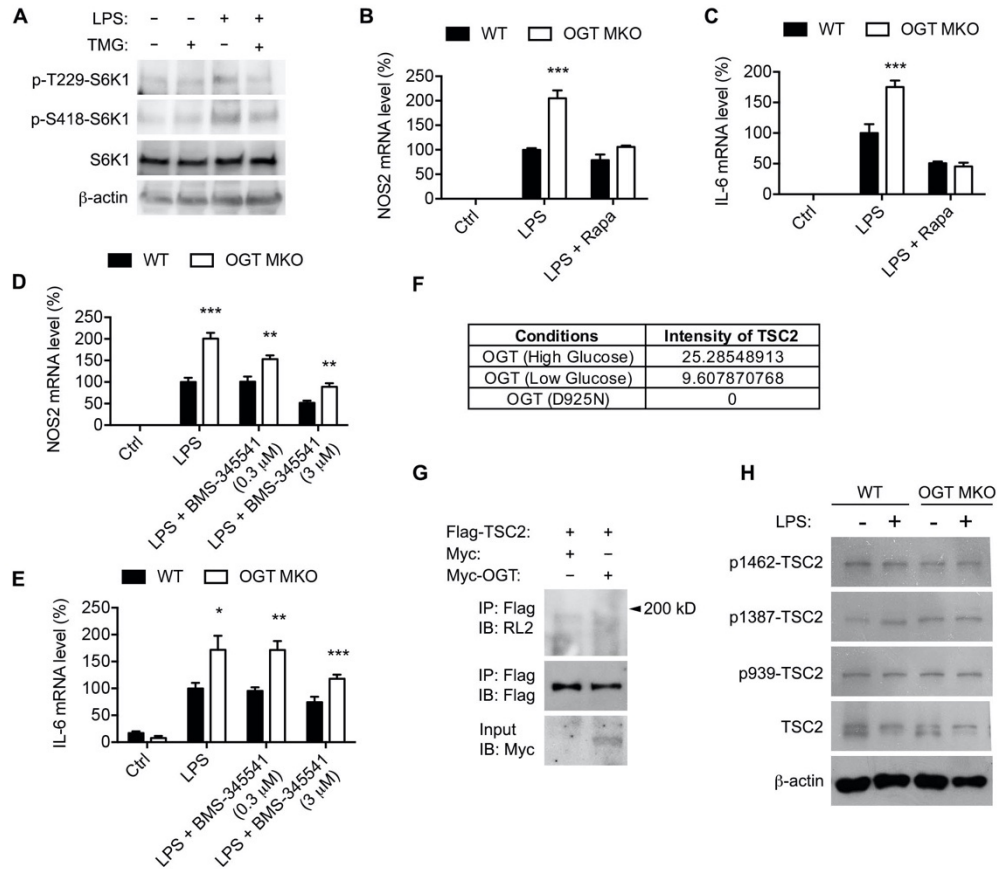 A
LPS: - - + +
TMG: - + - +
p-T229-S6K1
p-S418-S6K1
S6K1
β-actin
B
WT OGT MKO
NOS2 mRNA level (%)
250
200
150
100
50
0
Ctrl
LPS
LPS + Rapa
***
C
WT OGT MKO
IL-6 mRNA level (%)
200
150
100
50
0
Ctrl
LPS
LPS + Rapa
***
D
WT OGT MKO
NOS2 mRNA level (%)
250
200
150
100
50
0
*** ** **
Ctrl
LPS
LPS + BMS-345541
(0.3 μM)
LPS + BMS-345541
(3 μM)
E
WT OGT MKO
IL-6 mRNA level (%)
250
200
150
100
50
0
* ** ***
Ctrl
LPS
LPS + BMS-345541
(0.3 μM)
LPS + BMS-345541
(3 μM)
F
Conditions Intensity of TSC2
OGT (High Glucose) 25.28548913
OGT (Low Glucose) 9.607870768
OGT (D925N) 0
G
Flag-TSC2: + +
Myc: + –
Myc-OGT: – +
200 kD
IP: Flag
IB: RL2
IP: Flag
IB: Flag
Input
IB: Myc
H
WT OGT MKO
LPS: - + - +
p1462-TSC2
p1387-TSC2
p939-TSC2
TSC2
β-actin